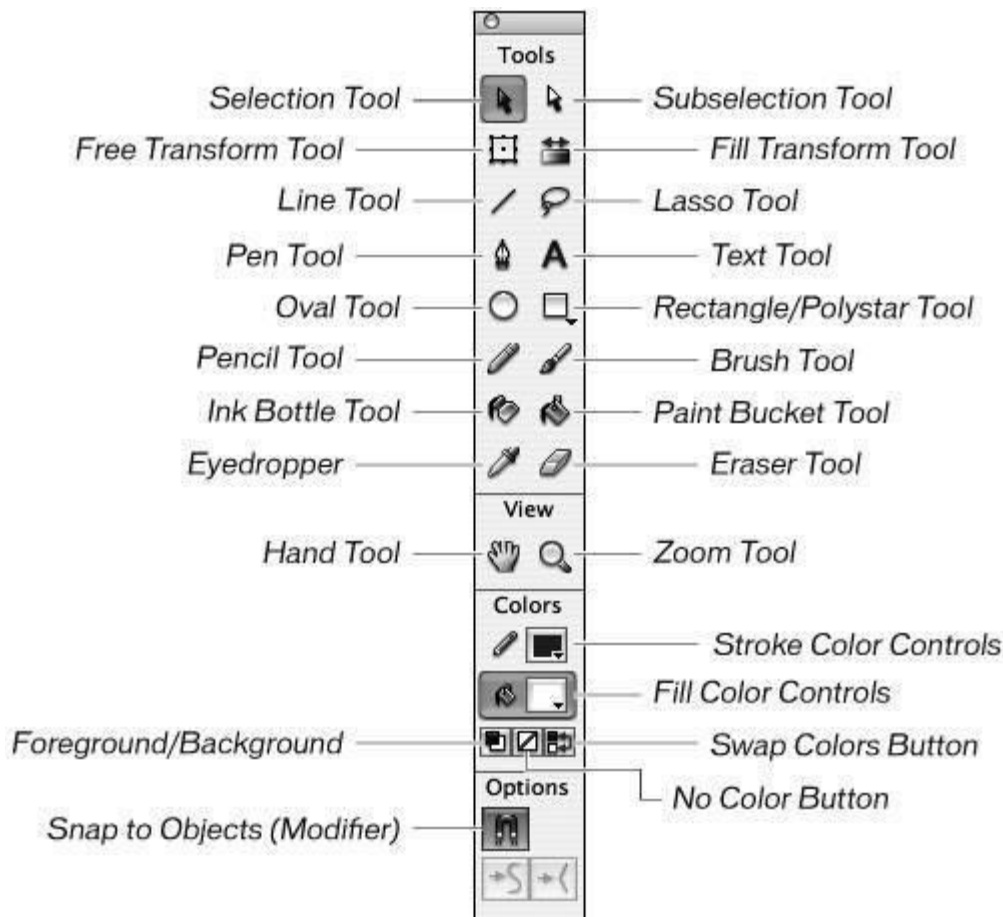 Tools
Selection Tool
Subselection Tool
Free Transform Tool
Fill Transform Tool
Line Tool
Lasso Tool
Pen Tool
A
Text Tool
Oval Tool
Rectangle/Polystar Tool
Pencil Tool
Brush Tool
Ink Bottle Tool
Paint Bucket Tool
Eyedropper
Eraser Tool
View
Hand Tool
Zoom Tool
Colors
Stroke Color Controls
Fill Color Controls
Foreground/Background
Swap Colors Button
Options
No Color Button
Snap to Objects (Modifier)